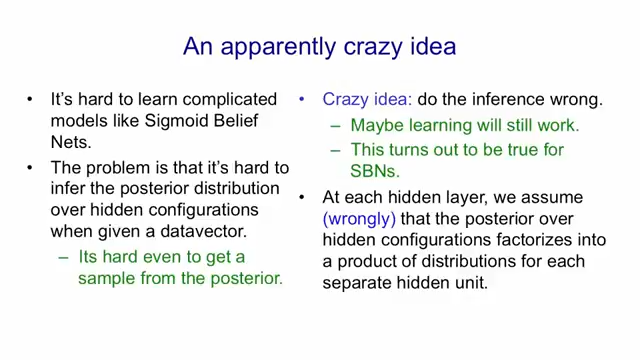 An apparently crazy idea
• It's hard to learn complicated
models like Sigmoid Belief
Nets.
• The problem is that it's hard to
infer the posterior distribution
over hidden configurations
when given a datavector.
– Its hard even to get a
sample from the posterior.
• Crazy idea: do the inference wrong.
– Maybe learning will still work.
– This turns out to be true for
SBNs.
• At each hidden layer, we assume
(wrongly) that the posterior over
hidden configurations factorizes into
a product of distributions for each
separate hidden unit.